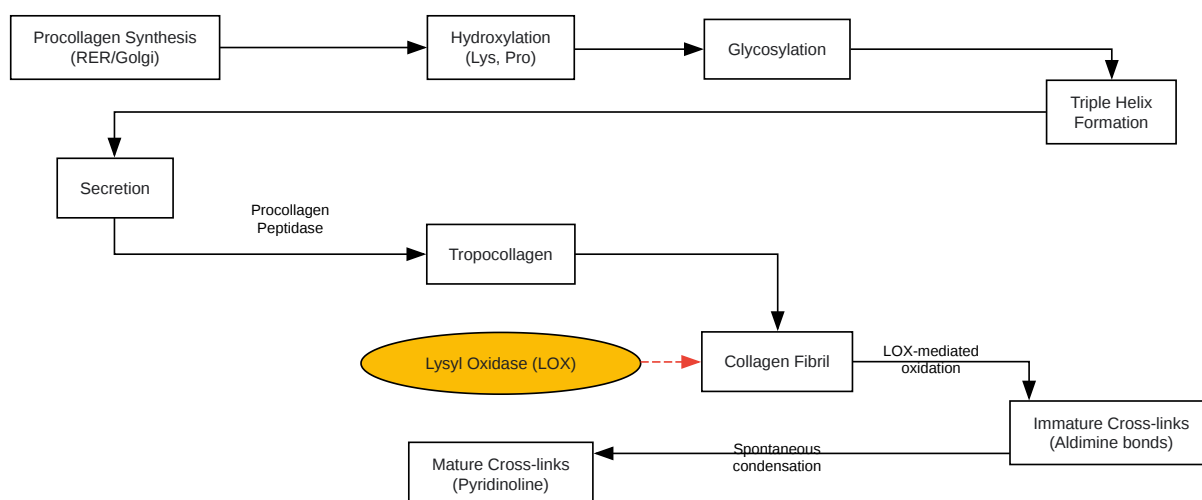 Procollagen Synthesis
(RER/Golgi)
Hydroxylation
(Lys, Pro)
Glycosylation
Triple Helix
Formation
Secretion
Procollagen
Peptidase
Tropocollagen
Lysyl Oxidase (LOX)
Collagen Fibril
LOX-mediated
oxidation
Immature Cross-links
(Aldimine bonds)
Spontaneous
condensation
Mature Cross-links
(Pyridinoline)